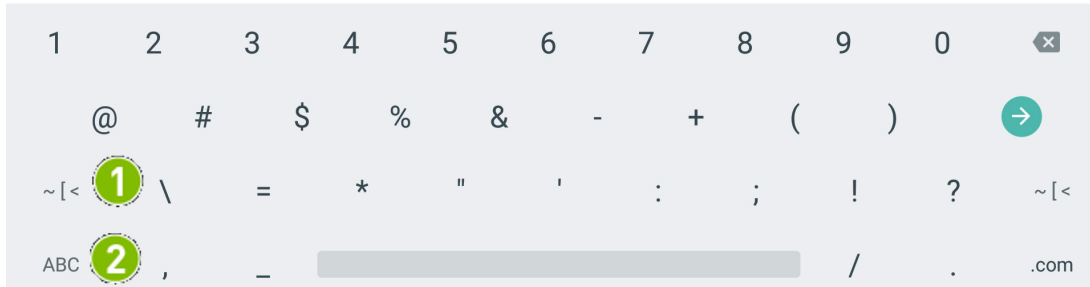 1 2 3 4 5 6 7 8 9 0
@ # $ % & - + ( )
~[< 1 \ = * " ' : ; ! ? ~[<
ABC 2 , _ / . .com